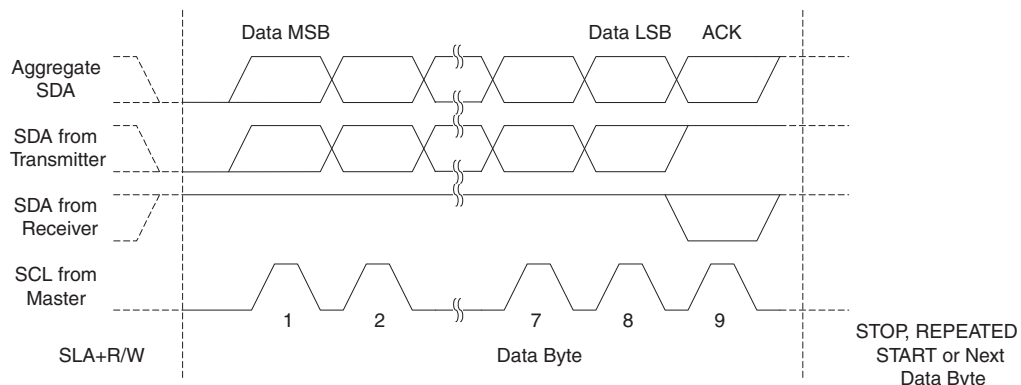 Data MSB
Data LSB
ACK
Aggregate
SDA
SDA from
Transmitter
SDA from
Receiver
SCL from
Master
1
2
7
8
9
SLA+R/W
Data Byte
STOP, REPEATED
START or Next
Data Byte